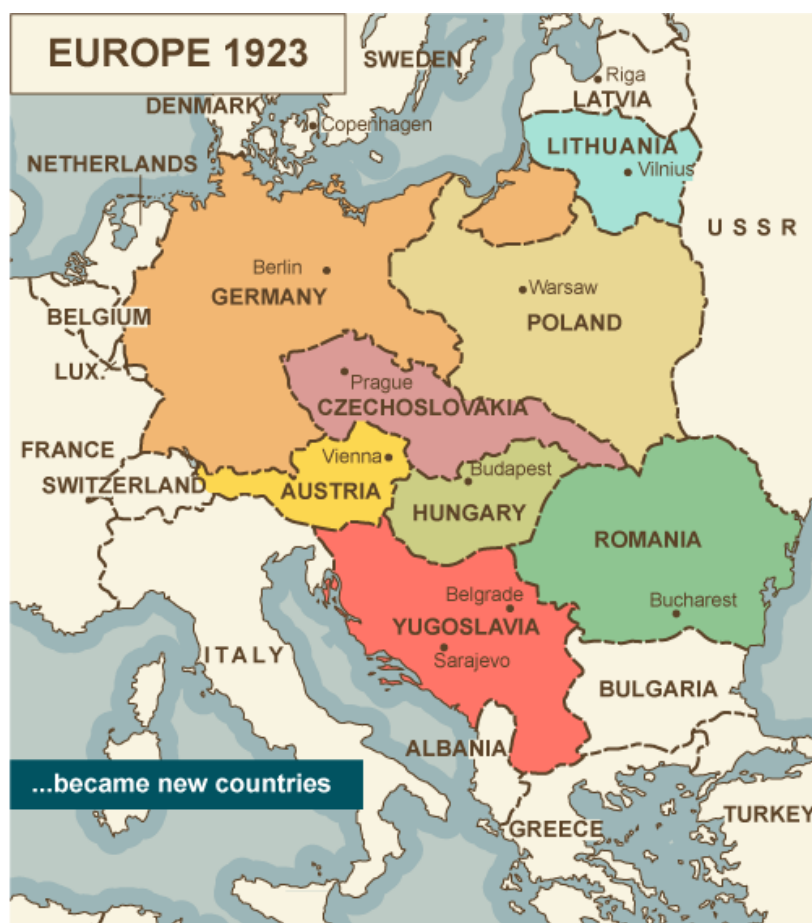 EUROPE 1923
SWEDEN
Riga
LATVIA
DENMARK
Copenhagen
LITHUANIA
NETHERLANDS
Vilnius
USSR
Berlin
GERMANY
Warsaw
POLAND
BELGIUM
LUX.
Prague
CZECHOSLOVAKIA
FRANCE
Vienna
Budapest
SWITZERLAND
AUSTRIA
HUNGARY
ROMANIA
Belgrade
Bucharest
YUGOSLAVIA
ITALY
Sarajevo
BULGARIA
ALBANIA
...became new countries
TURKEY
GREECE